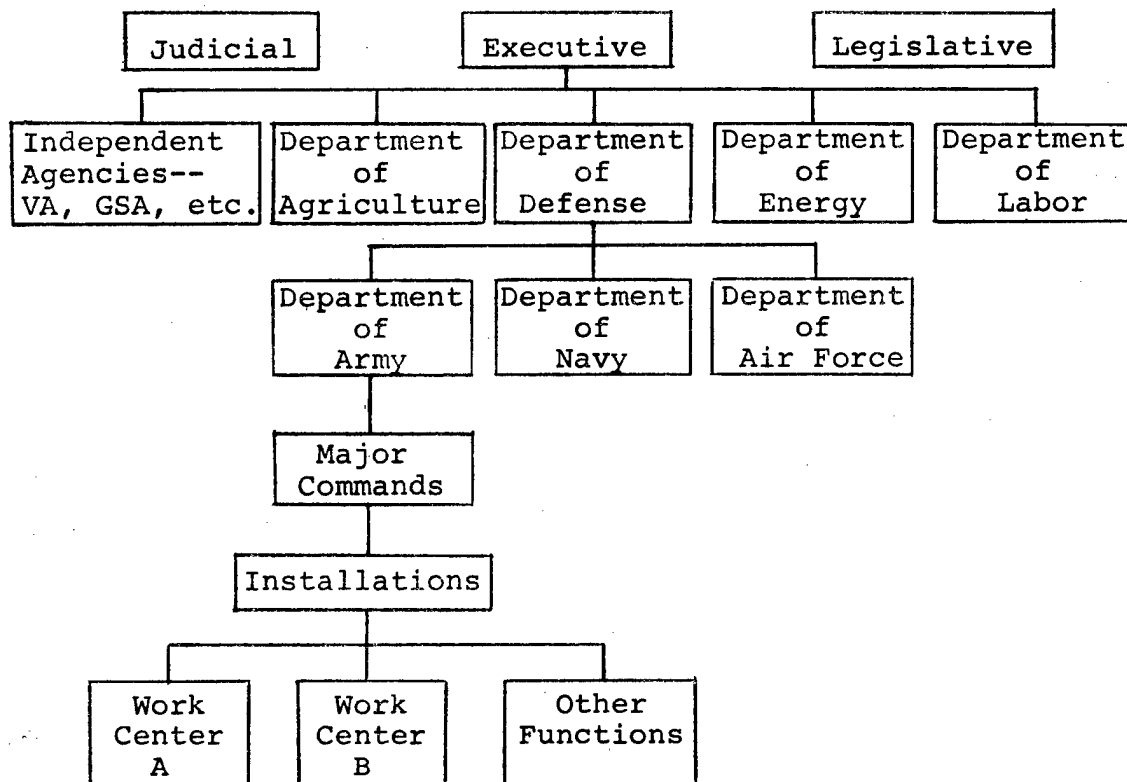 Judicial
Executive
Legislative
Independent
Agencies--
VA, GSA, etc.
Department
of
Agriculture
Department
of
Defense
Department
of
Energy
Department
of
Labor
Department
of
Army
Department
of
Navy
Department
of
Air Force
Major
Commands
Installations
Work
Center
A
Work
Center
B
Other
Functions